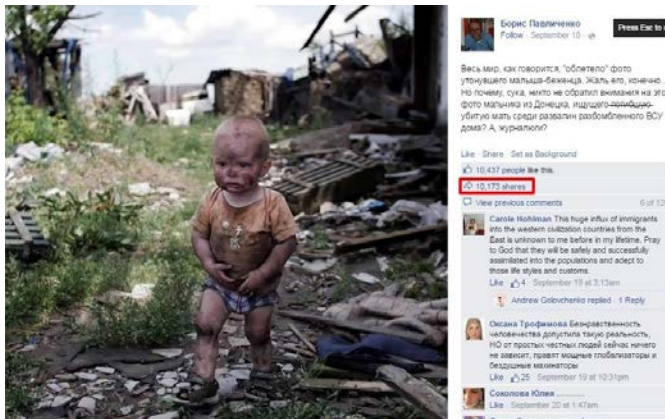 Борис Павличенко
Follow · September 10 ·
Press Esc to
Весь мир, как говорится, "облетело" фото
утонувшего малыша-беженца. Жаль его, конечно...
Но почему, сука, никто не обратил внимания на это
фото мальчика из Донецка, ищущего погибшую
убитую мать среди развалин разбомбленного ВСУ
дома? А, журналюги?
Like · Share · Set as Background
10,437 people like this.
10,173 shares
View previous comments
6 of 12
Carole Hohlman This huge influx of immigrants
into the western civilization countries from the
East is unknown to me before in my lifetime. Pray
to God that they will be safely and successfully
assimilated into the populations and adept to
those life styles and customs.
Like · 4 · September 19 at 3:13am
Andrew Golovchenko replied · 1 Reply
Оксана Трофимова Безнравственность
человечества допустила такую реальность,
НО от простых честных людей сейчас ничего
не зависит, правят мощные глобализаторы и
бездушные махинаторы
Like · 25 · September 19 at 10:31pm
Соколова Юлия ............
Like · September 20 at 1:47am